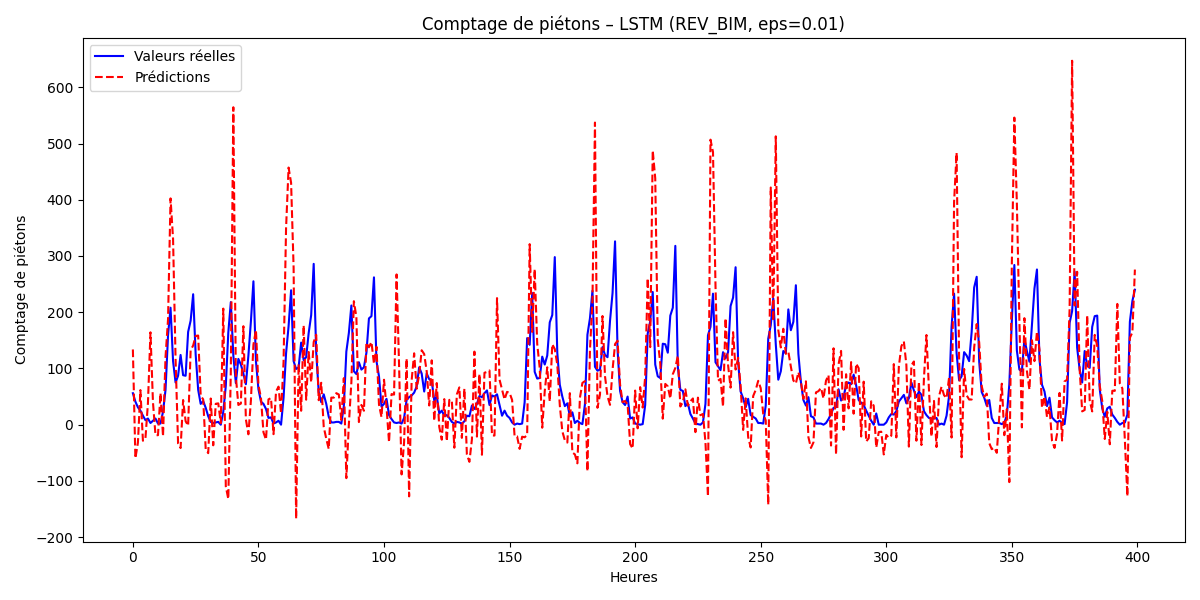 Comptage de piétons – LSTM (REV_BIM, eps=0.01)
Valeurs réelles
Prédictions
Comptage de piétons
600
500
400
300
200
100
0
−100
−200
0 50 100 150 200 250 300 350 400
Heures